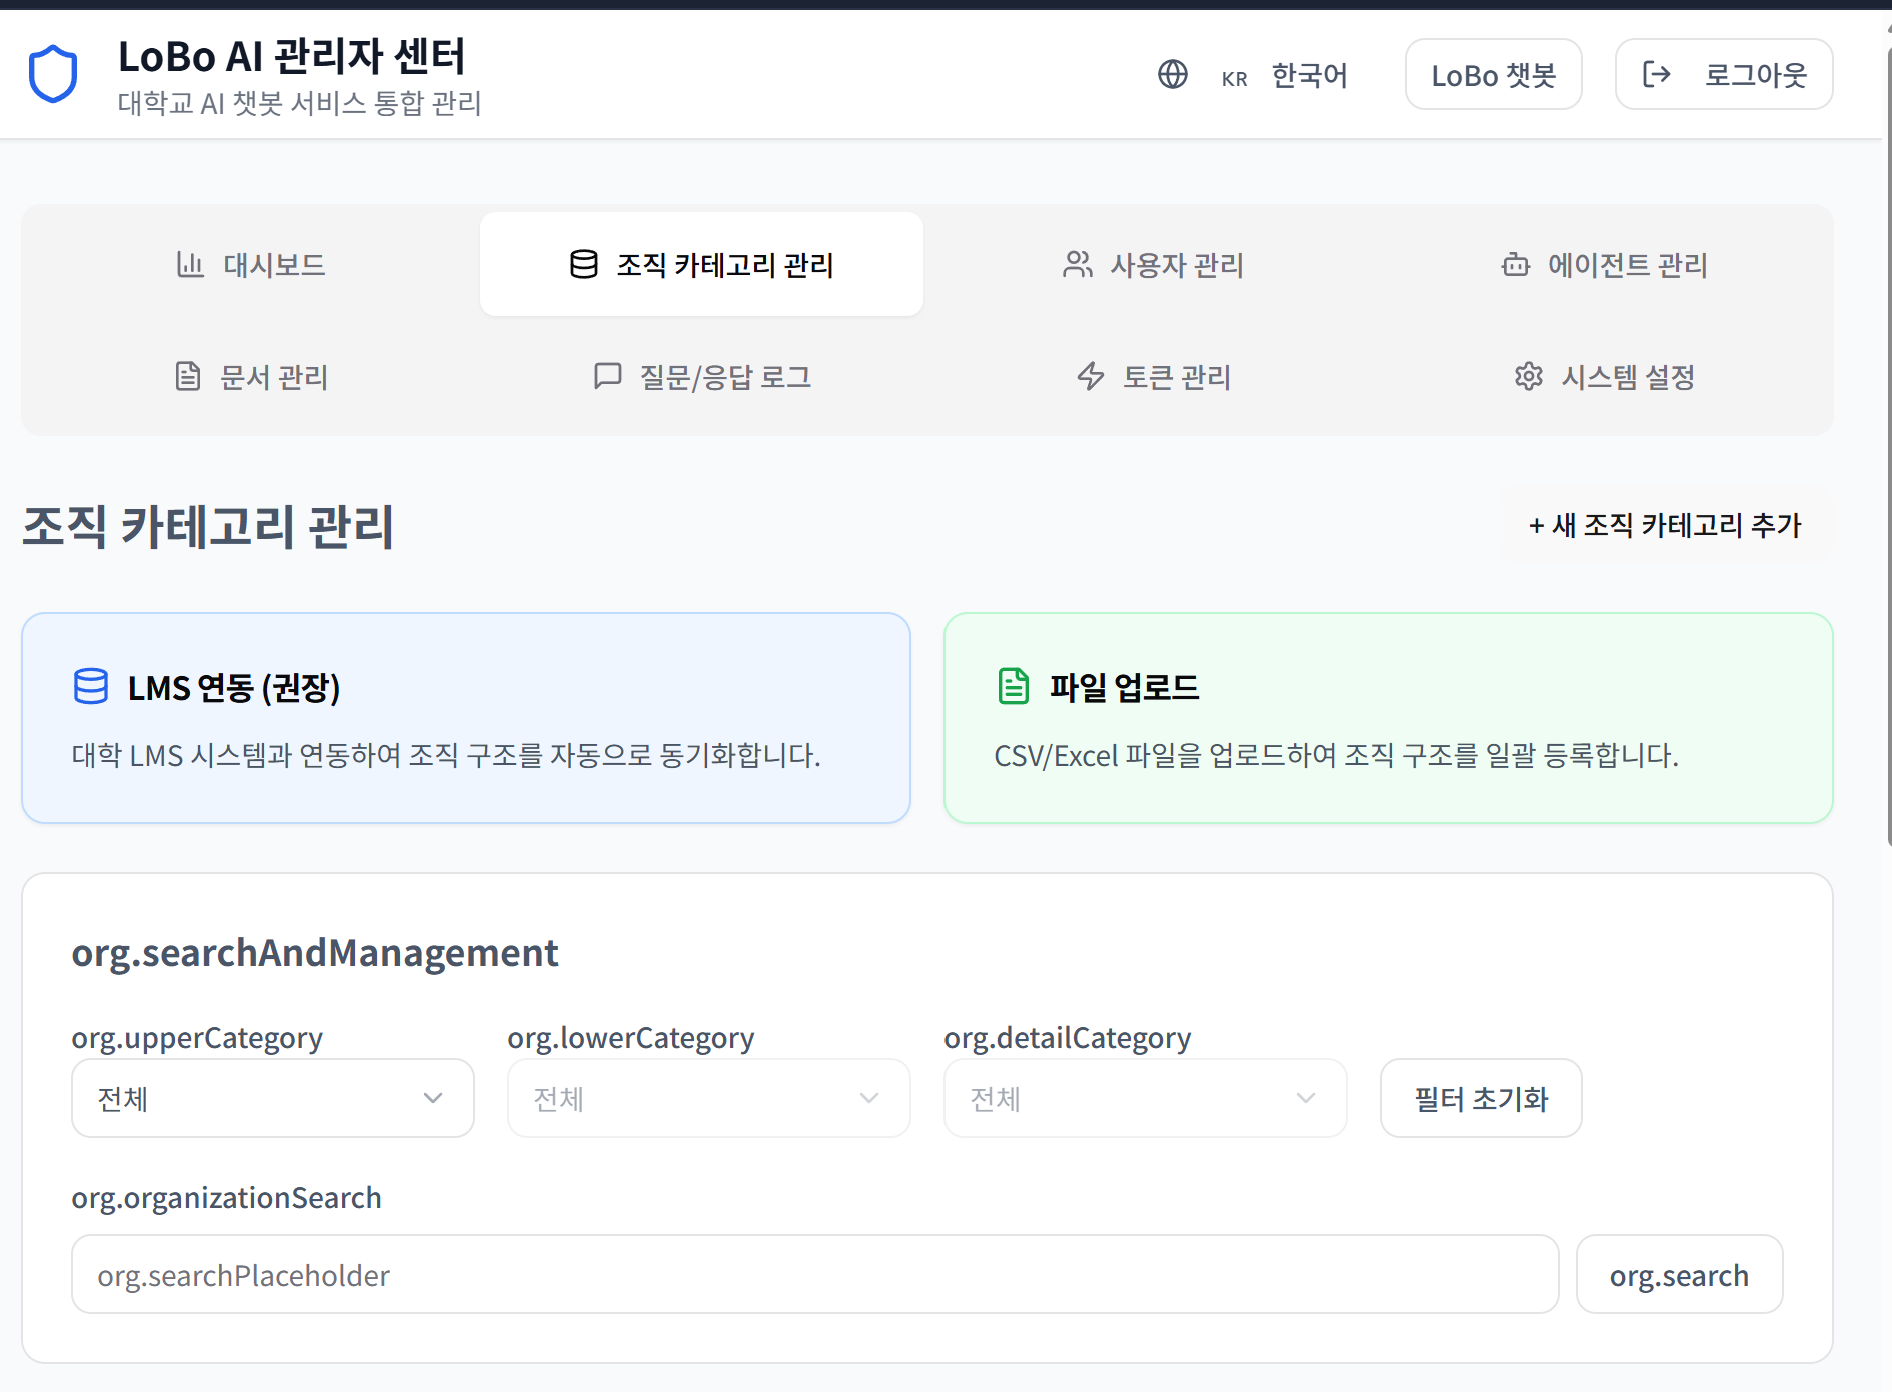 LoBo AI 관리자 센터
대학교 AI 챗봇 서비스 통합 관리
KR 한국어
LoBo 챗봇
로그아웃
대시보드
조직 카테고리 관리
사용자 관리
에이전트 관리
문서 관리
질문/응답 로그
토큰 관리
시스템 설정
조직 카테고리 관리
+ 새 조직 카테고리 추가
LMS 연동 (권장)
대학 LMS 시스템과 연동하여 조직 구조를 자동으로 동기화합니다.
파일 업로드
CSV/Excel 파일을 업로드하여 조직 구조를 일괄 등록합니다.
org.searchAndManagement
org.upperCategory
전체
org.lowerCategory
전체
org.detailCategory
전체
필터 초기화
org.organizationSearch
org.searchPlaceholder
org.search